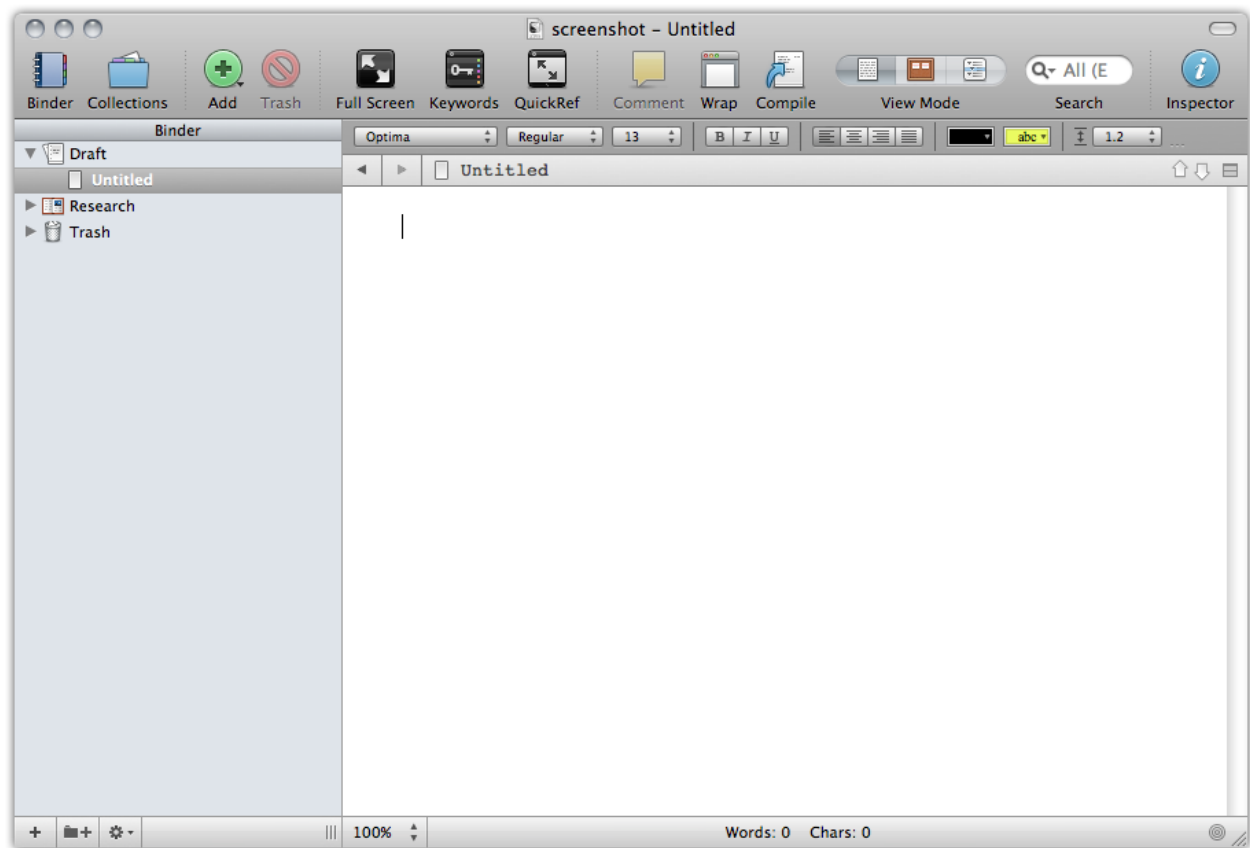 screenshot – Untitled
Binder Collections Add Trash Full Screen Keywords QuickRef Comment Wrap Compile View Mode Search Inspector
All (E
Binder
Optima Regular 13 B I U abc 1.2 ...
Draft
Untitled
Research
Trash
Untitled
100% Words: 0 Chars: 0